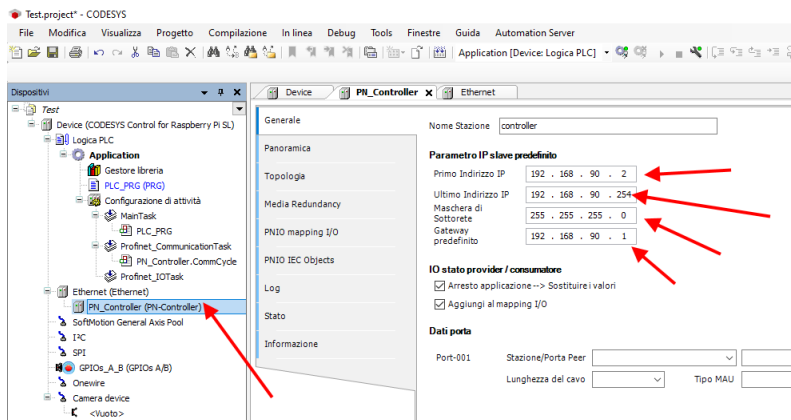 Test.project* - CODESYS
File Modifica Visualizza Progetto Compilazione In linea Debug Tools Finestre Guida Automation Server
Application [Device: Logica PLC]
Dispositivi
Device PN_Controller Ethernet
Test
Device (CODESYS Control for Raspberry Pi SL)
Logica PLC
Application
Gestore libreria
PLC_PRG (PRG)
Configurazione di attività
MainTask
PLC_PRG
Profinet_CommunicationTask
PN_Controller.CommCycle
Profinet_IOTask
Ethernet (Ethernet)
PN_Controller (PN-Controller)
SoftMotion General Axis Pool
I²C
SPI
GPIOs_A_B (GPIOs A/B)
Onewire
Camera device
<Vuoto>
Generale
Panoramica
Topologia
Media Redundancy
PNIO mapping I/O
PNIO IEC Objects
Log
Stato
Informazione
Nome Stazione controller
Parametro IP slave predefinito
Primo Indirizzo IP 192 . 168 . 90 . 2
Ultimo Indirizzo IP 192 . 168 . 90 . 254
Maschera di
Sottorete 255 . 255 . 255 . 0
Gateway
predefinito 192 . 168 . 90 . 1
IO stato provider / consumatore
Arresto applicazione --> Sostituire i valori
Aggiungi al mapping I/O
Dati porta
Port-001 Stazione/Porta Peer
Lunghezza del cavo Tipo MAU